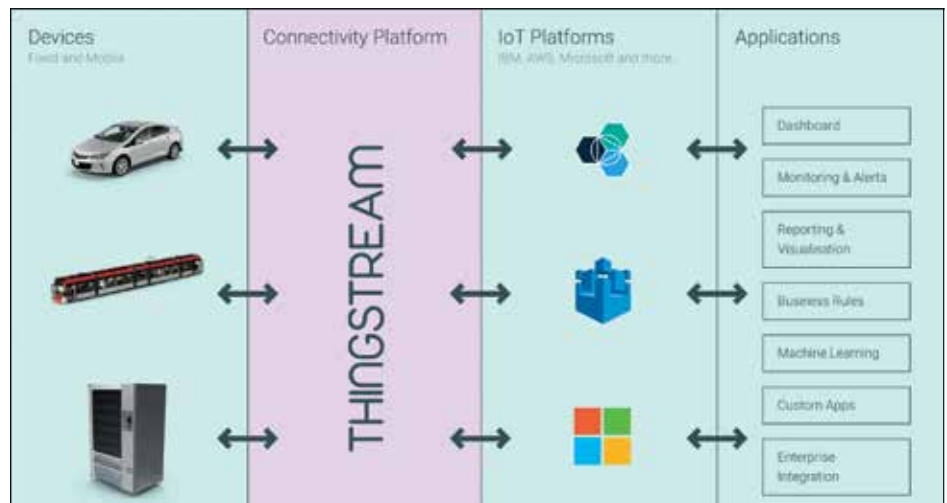 Devices
Fixed and Mobile
Connectivity Platform
THINGSTREAM
IoT Platforms
IBM, AWS, Microsoft and more.
Applications
Dashboard
Monitoring & Alerts
Reporting &
Visualisation
Business Rules
Machine Learning
Custom Apps
Enterprise
Integration